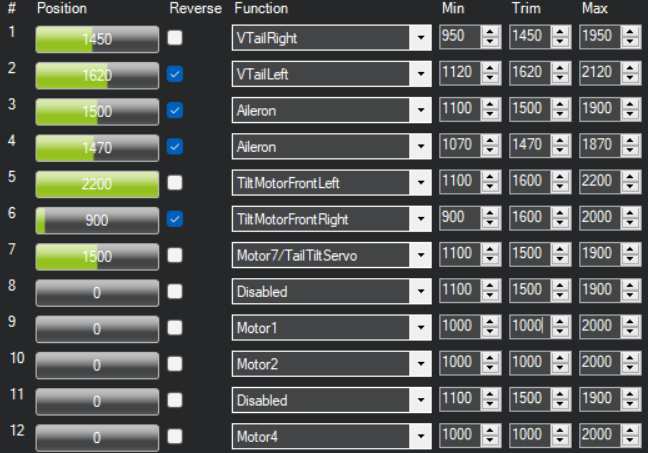 # Position Reverse Function Min Trim Max
1 1450 VTailRight 950 1450 1950
2 1620 VTailLeft 1120 1620 2120
3 1500 Aileron 1100 1500 1900
4 1470 Aileron 1070 1470 1870
5 2200 TiltMotorFrontLeft 1100 1600 2200
6 900 TiltMotorFrontRight 900 1600 2000
7 1500 Motor7/TailTiltServo 1100 1500 1900
8 0 Disabled 1100 1500 1900
9 0 Motor1 1000 1000 2000
10 0 Motor2 1000 1000 2000
11 0 Disabled 1100 1500 1900
12 0 Motor4 1000 1000 2000